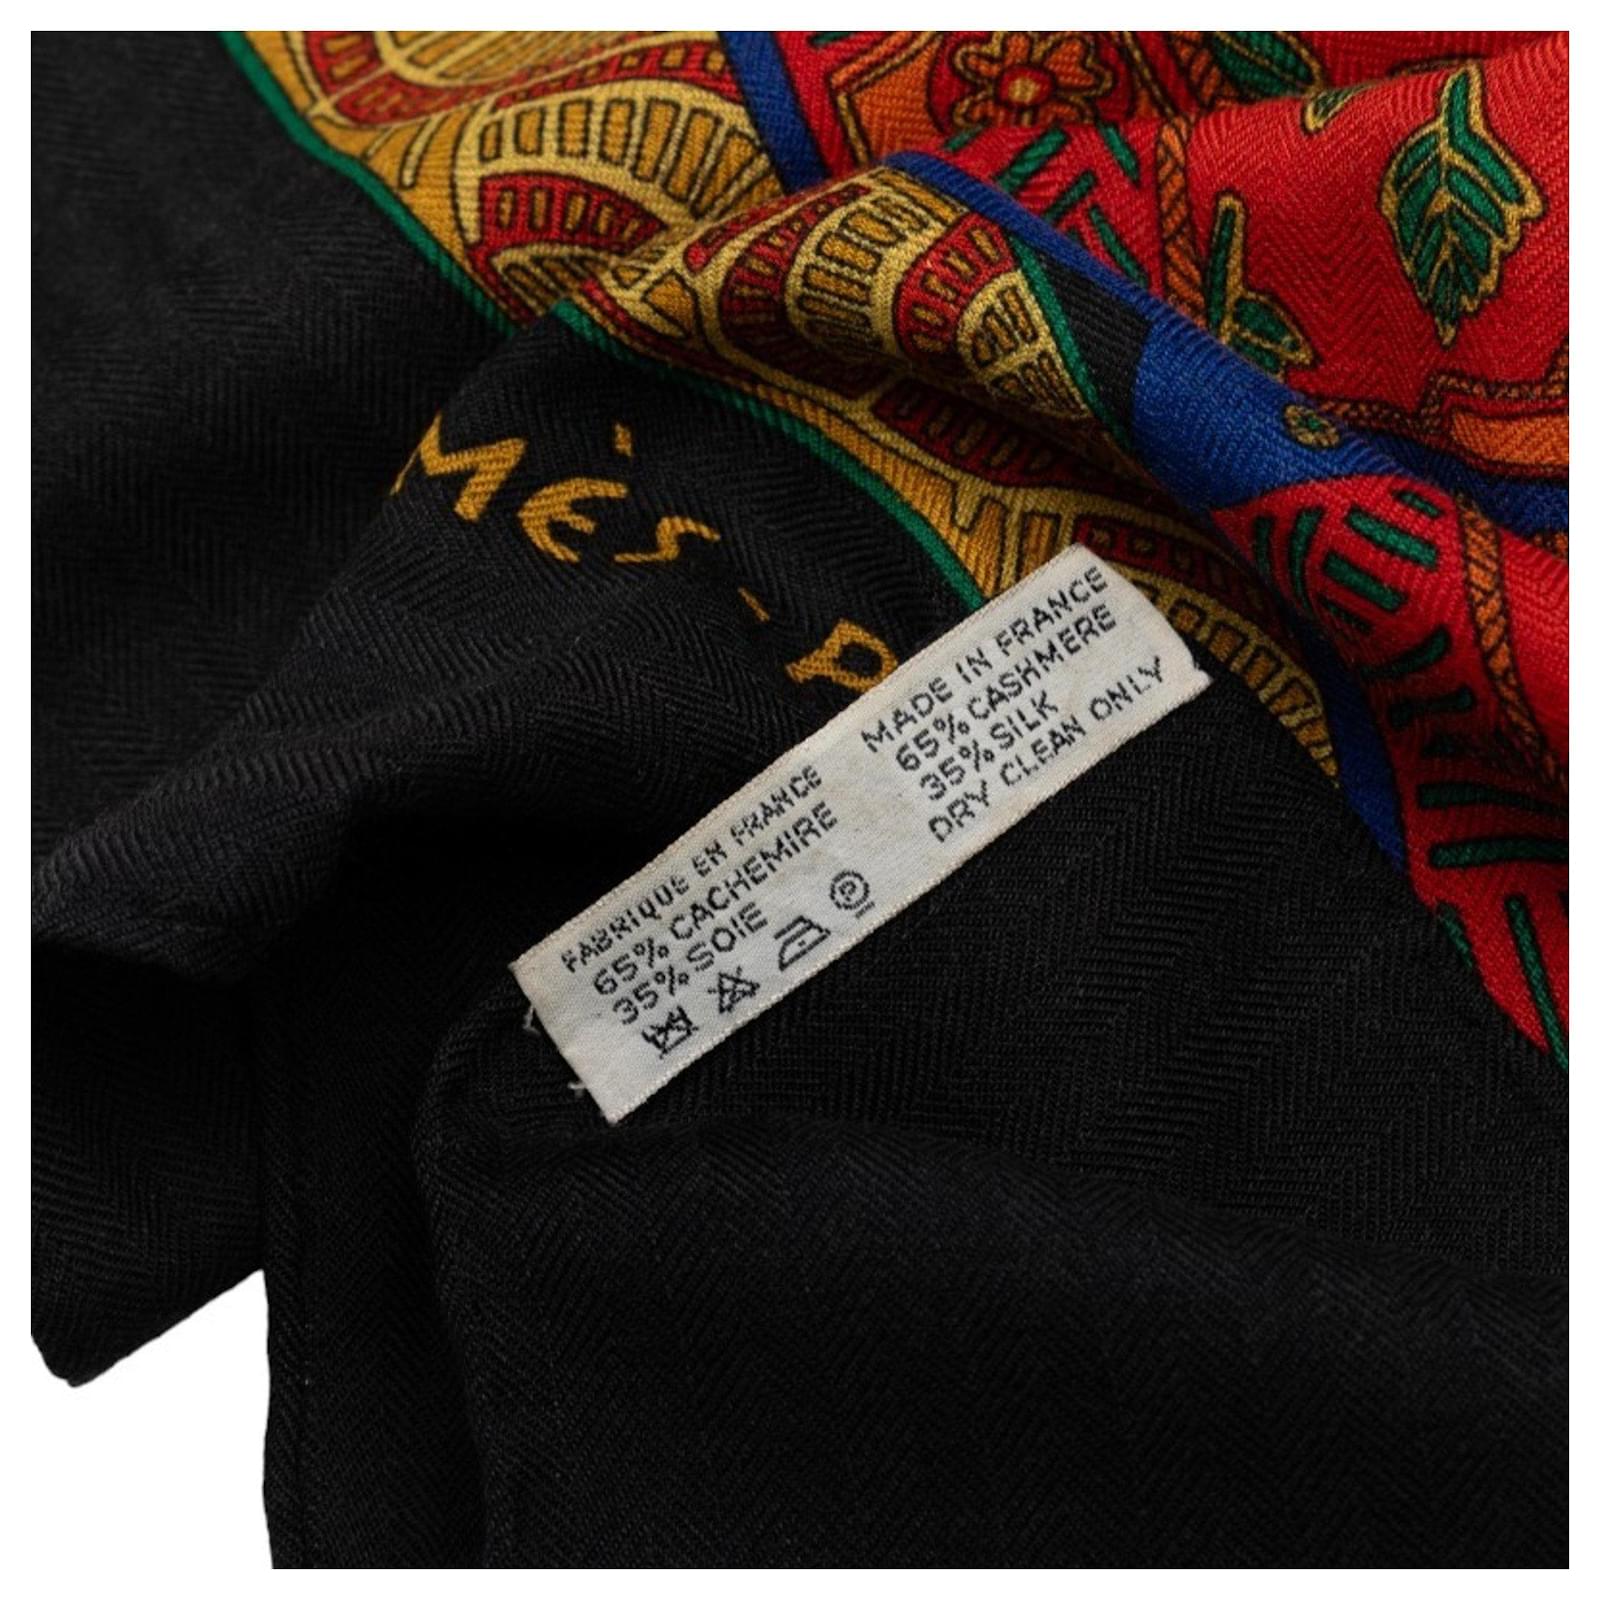 MÈS-P
MADE IN FRANCE
65% CASHMERE
35% SILK
DRY CLEAN ONLY
FABRIQUE EN FRANCE
65% CACHEMIRE
35% SOIE
P